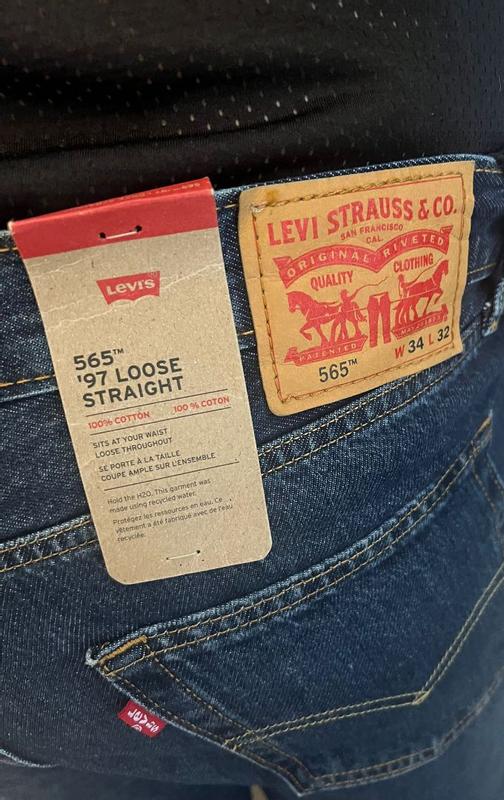 LEVI'S
565™
'97 LOOSE
STRAIGHT
100% COTTON 100 % COTON
SITS AT YOUR WAIST
LOOSE THROUGHOUT
SE PORTE À LA TAILLE
COUPE AMPLE SUR L'ENSEMBLE
Hold the H2O. This garment was
made using recycled water.
Protégez les ressources en eau. Ce
vêtement a été fabriqué avec de l'eau
recyclée.
LEVI STRAUSS & CO.
SAN FRANCISCO
CAL.
ORIGINAL RIVETED
QUALITY CLOTHING
PATENTED
565™ W 34 L 32
LEVI'S
®